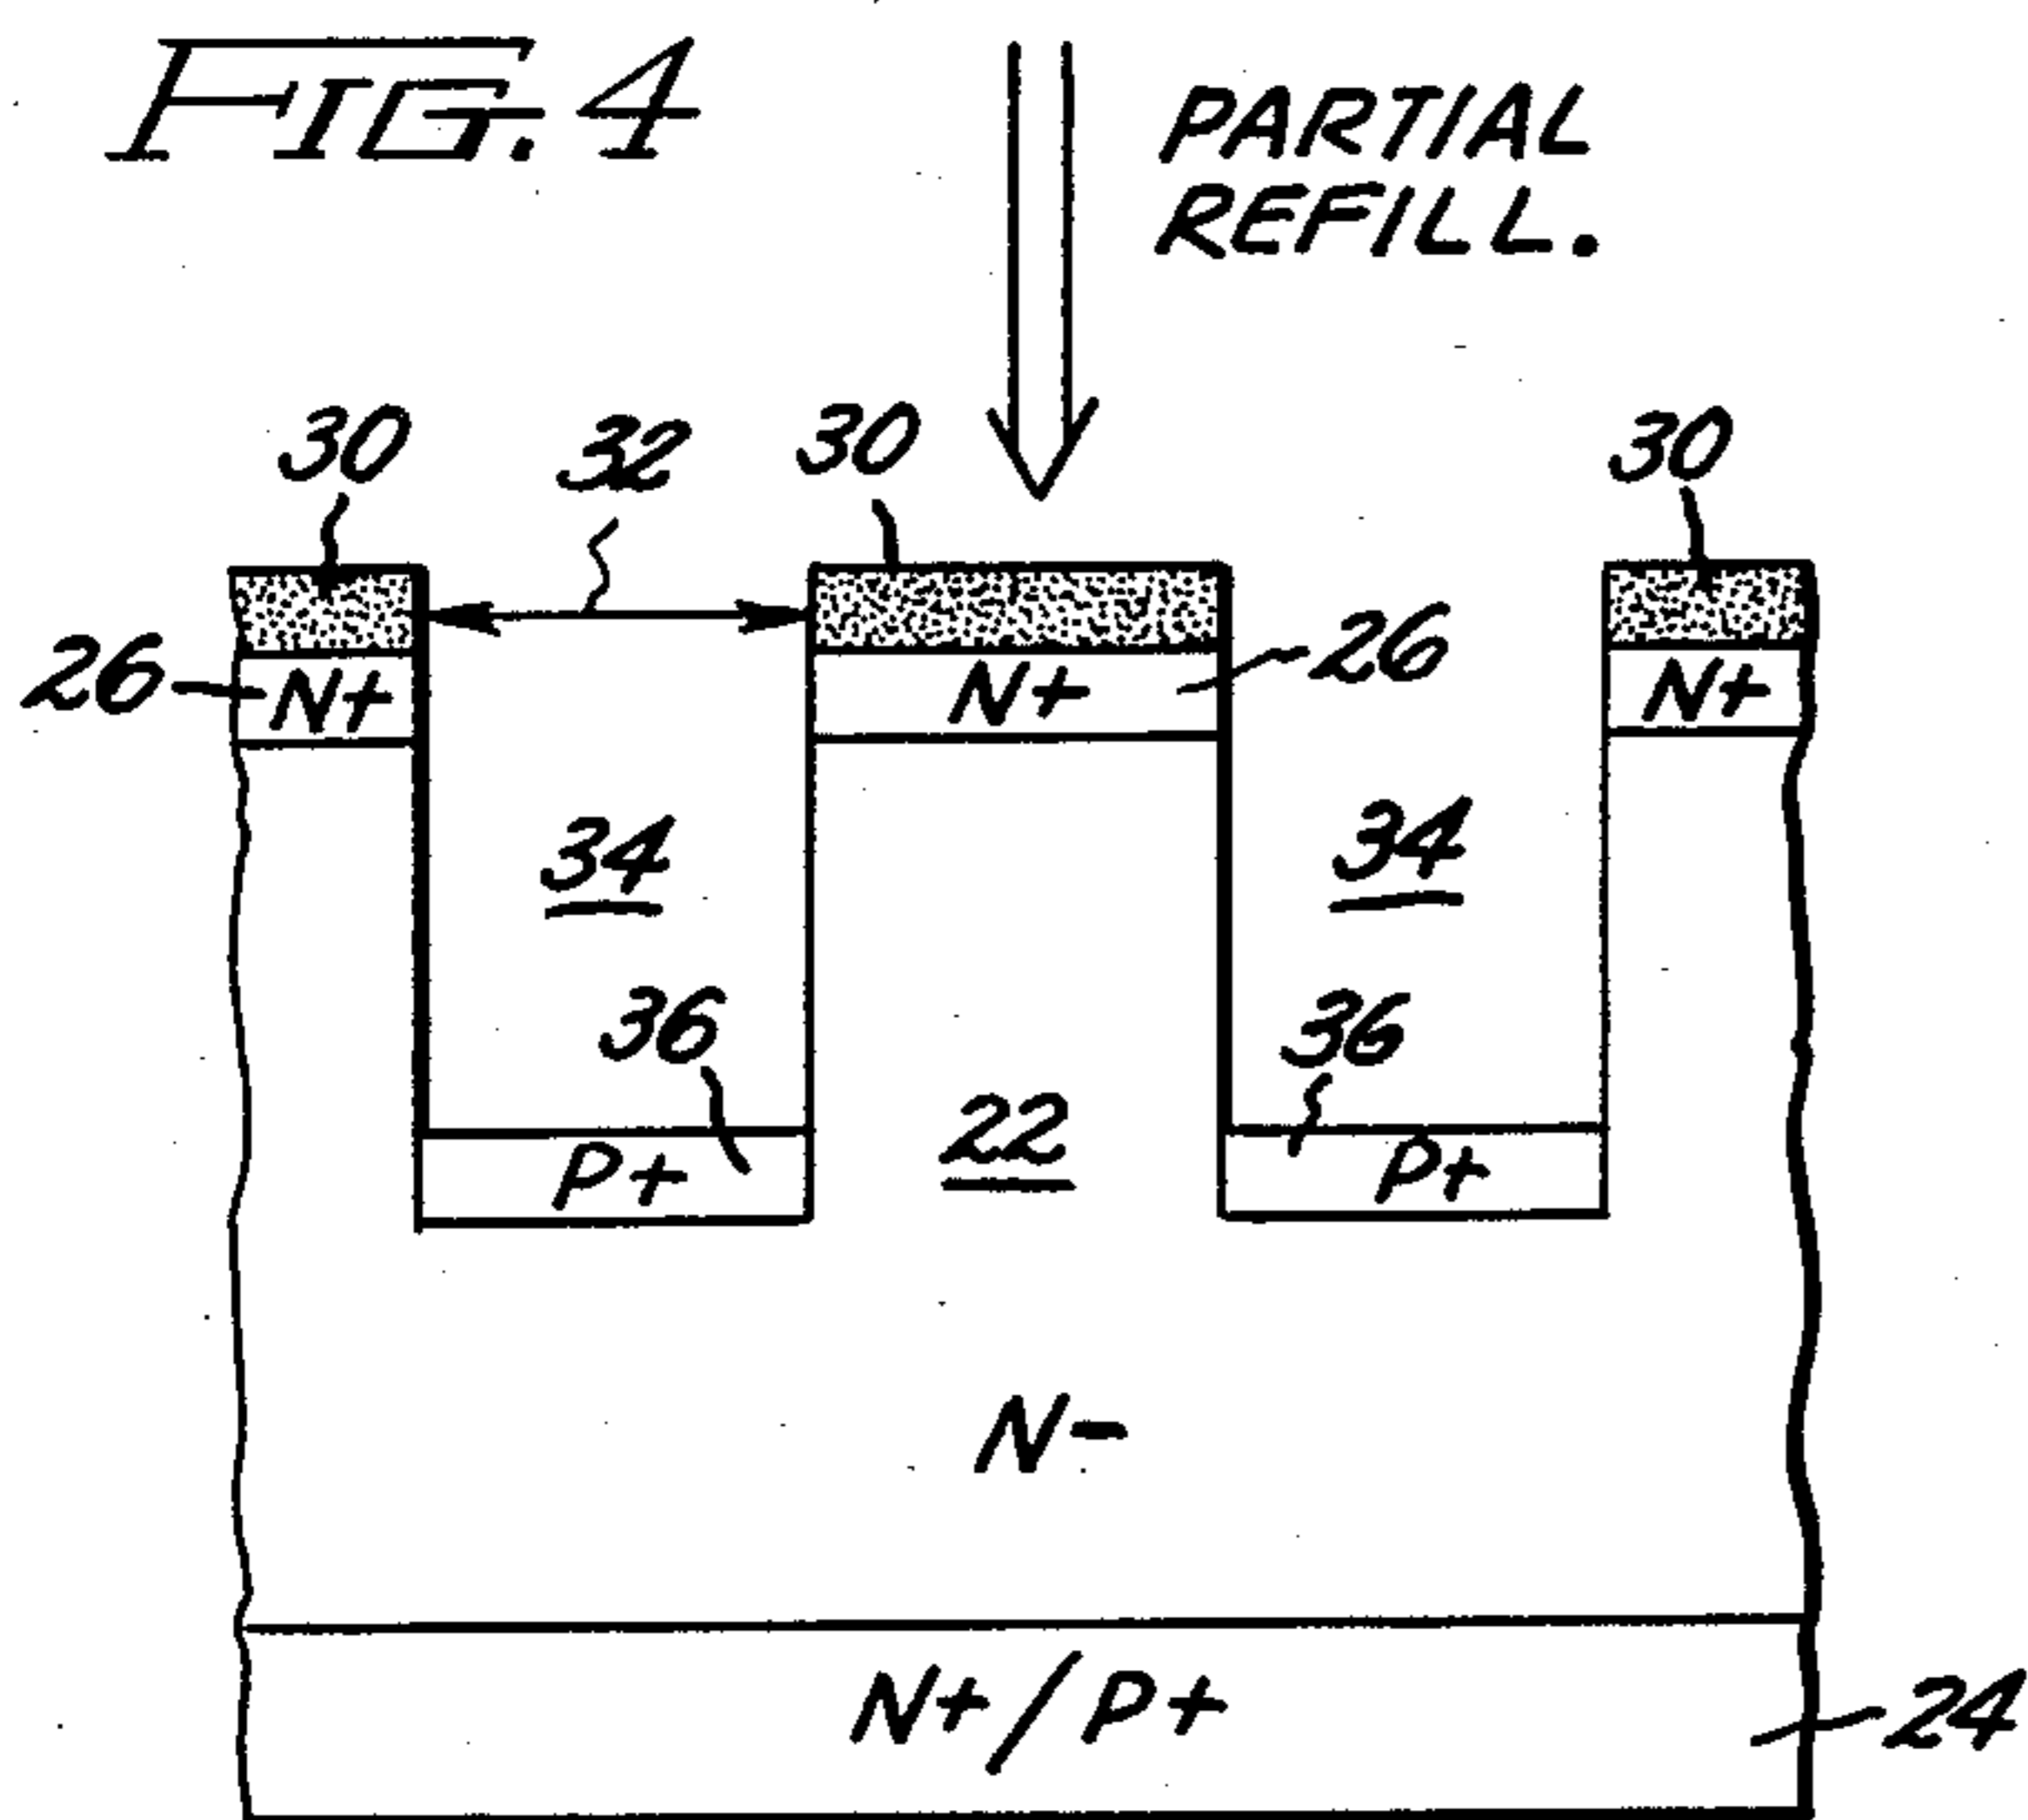 FIG. 4
PARTIAL
REFILL.
30 32 30 30
26 N+ N+ 26 N+
34 34
36 36
22
P+ P+
N-
N+/P+ 24